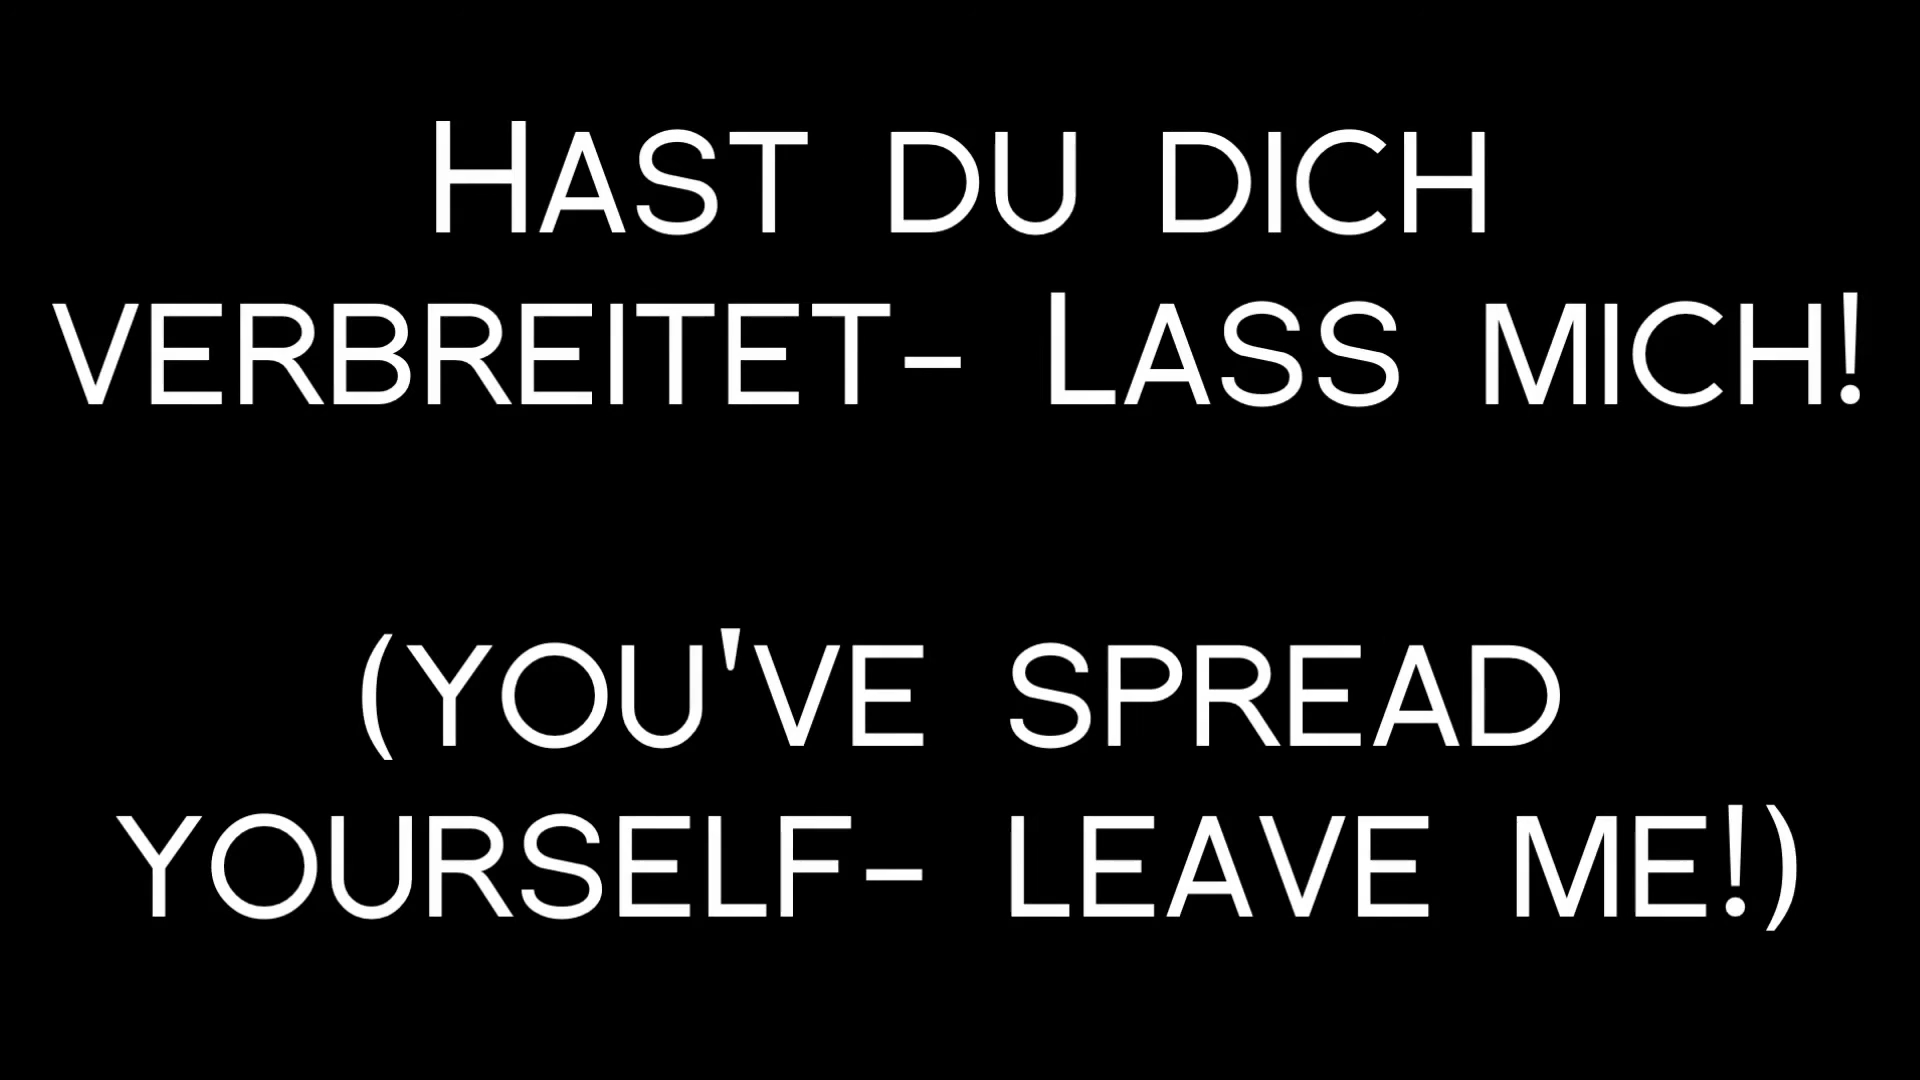 Hast du dich
verbreitet- Lass mich!
(you've spread
yourself- leave me!)